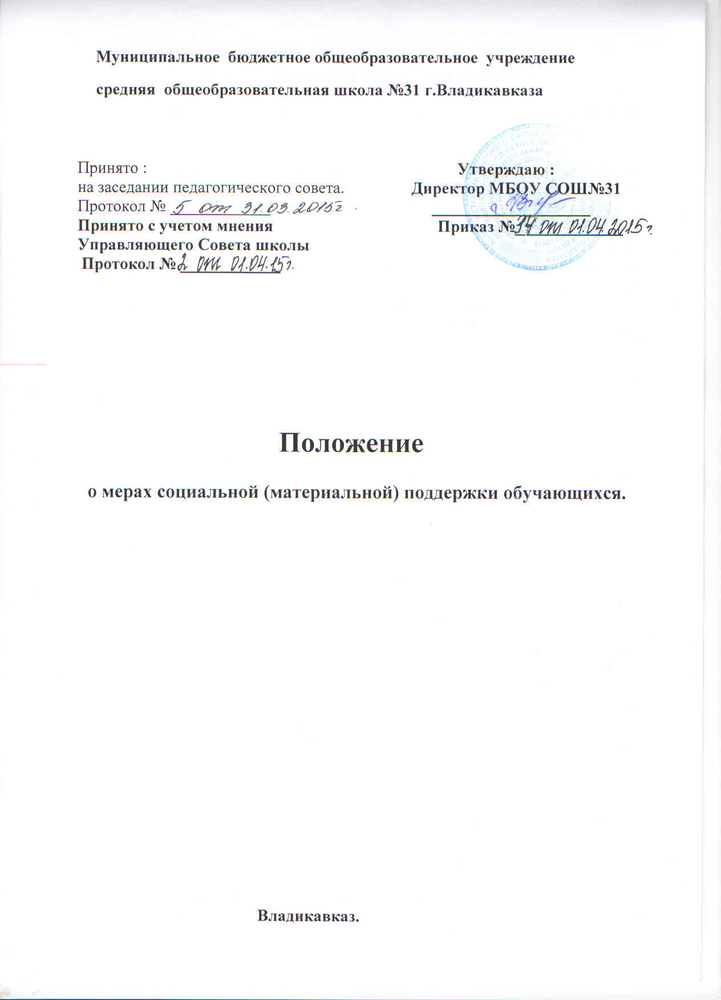 Муниципальное бюджетное общеобразовательное учреждение
средняя общеобразовательная школа №31 г.Владикавказа
Принято :
на заседании педагогического совета.
Протокол № 5 от 31.03.2015г
Принято с учетом мнения
Управляющего Совета школы
Протокол №2 от 01.04.15г.
Утверждаю :
Директор МБОУ СОШ№31
Приказ №34 от 01.04.2015г.
Положение
о мерах социальной (материальной) поддержки обучающихся.
Владикавказ.